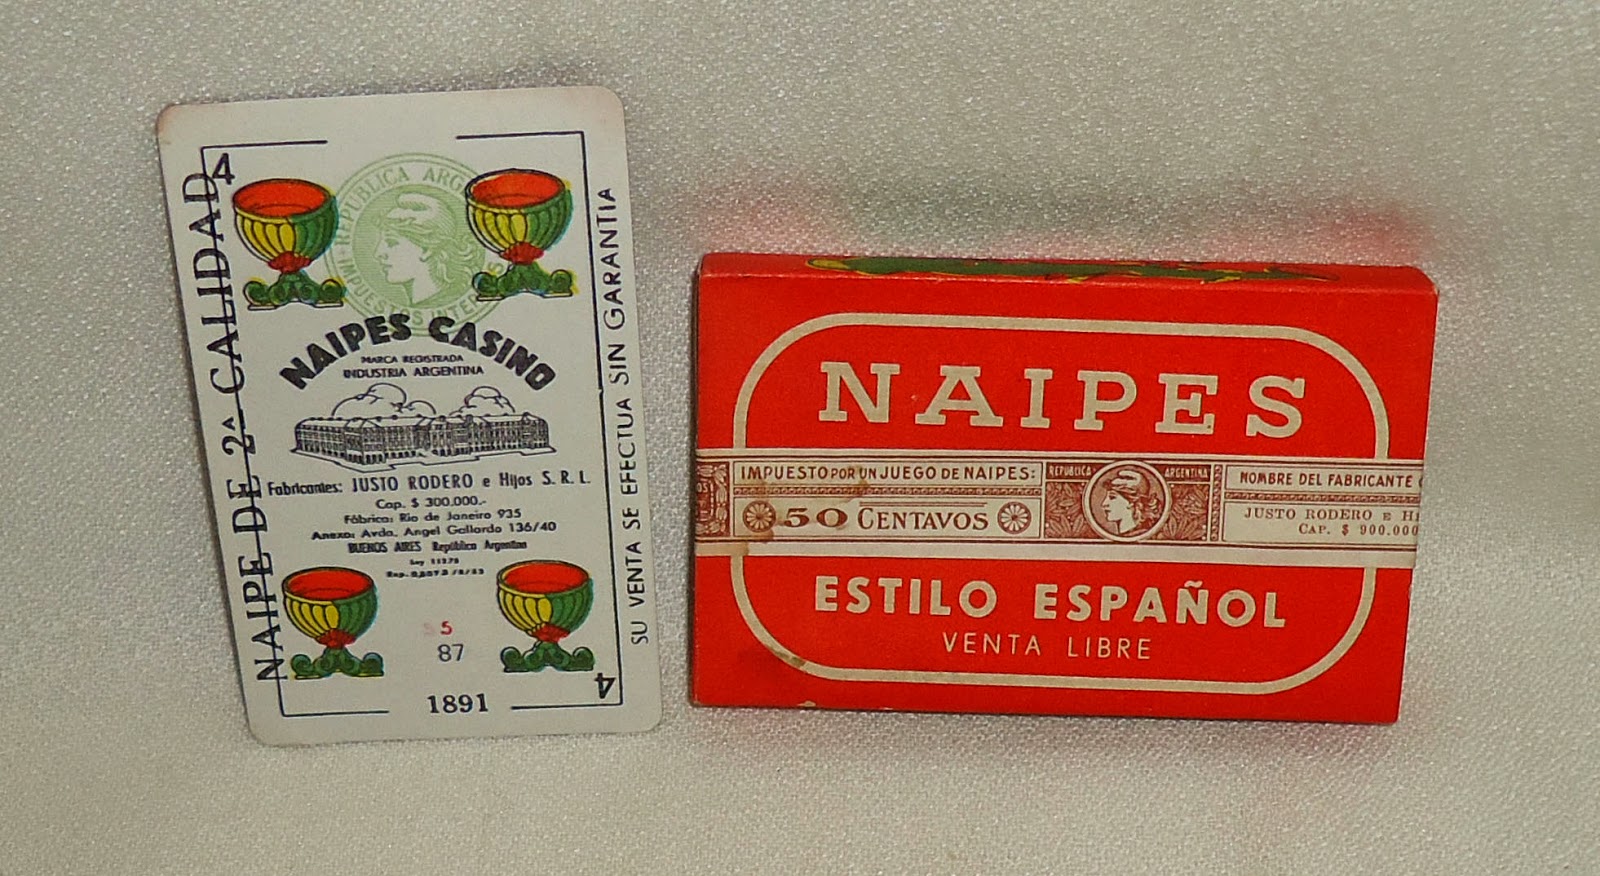 4
NAIPE DE 2ª CALIDAD
REPUBLICA ARG
IMPUESTOS INTER
NAIPES CASINO
MARCA REGISTRADA
INDUSTRIA ARGENTINA
Fabricantes: JUSTO RODERO e Hijos S. R. L.
Cap. $ 300.000.-
Fábrica: Rio de Janeiro 935
Anexo: Avda. Angel Gallardo 136/40
BUENOS AIRES República Argentina
Ley 11275
5
87
1891
4
SU VENTA SE EFECTUA SIN GARANTIA
NAIPES
IMPUESTO POR UN JUEGO DE NAIPES:
50 CENTAVOS
REPUBLICA ARGENTINA
NOMBRE DEL FABRICANTE
JUSTO RODERO E H
CAP. $ 900.000
ESTILO ESPAÑOL
VENTA LIBRE